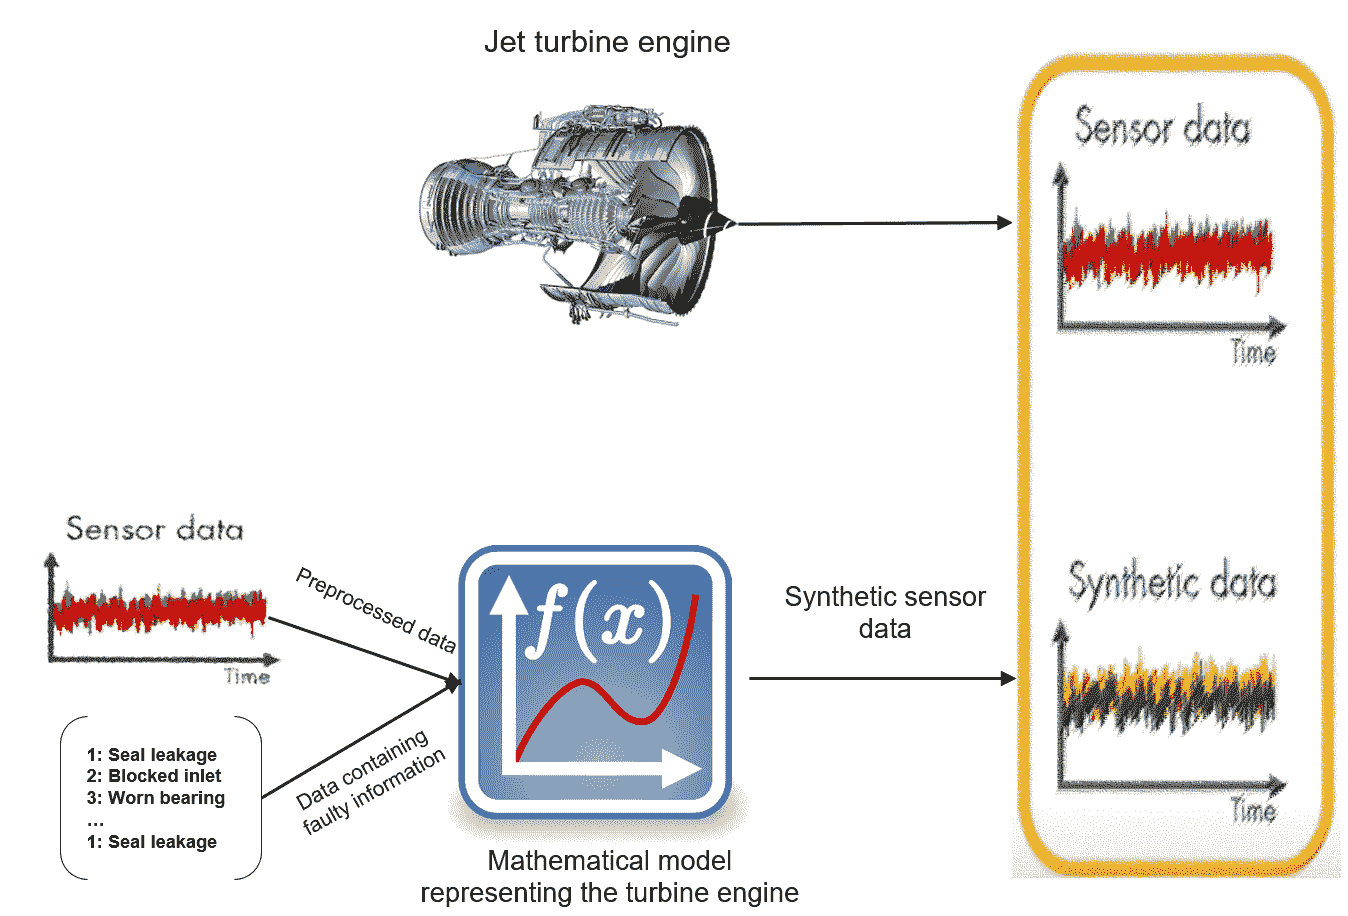 Jet turbine engine
Sensor data
Time
Sensor data
Time
Preprocessed data
1: Seal leakage
2: Blocked inlet
3: Worn bearing
...
1: Seal leakage
Data containing
faulty information
f(x)
Mathematical model
representing the turbine engine
Synthetic sensor
data
Synthetic data
Time